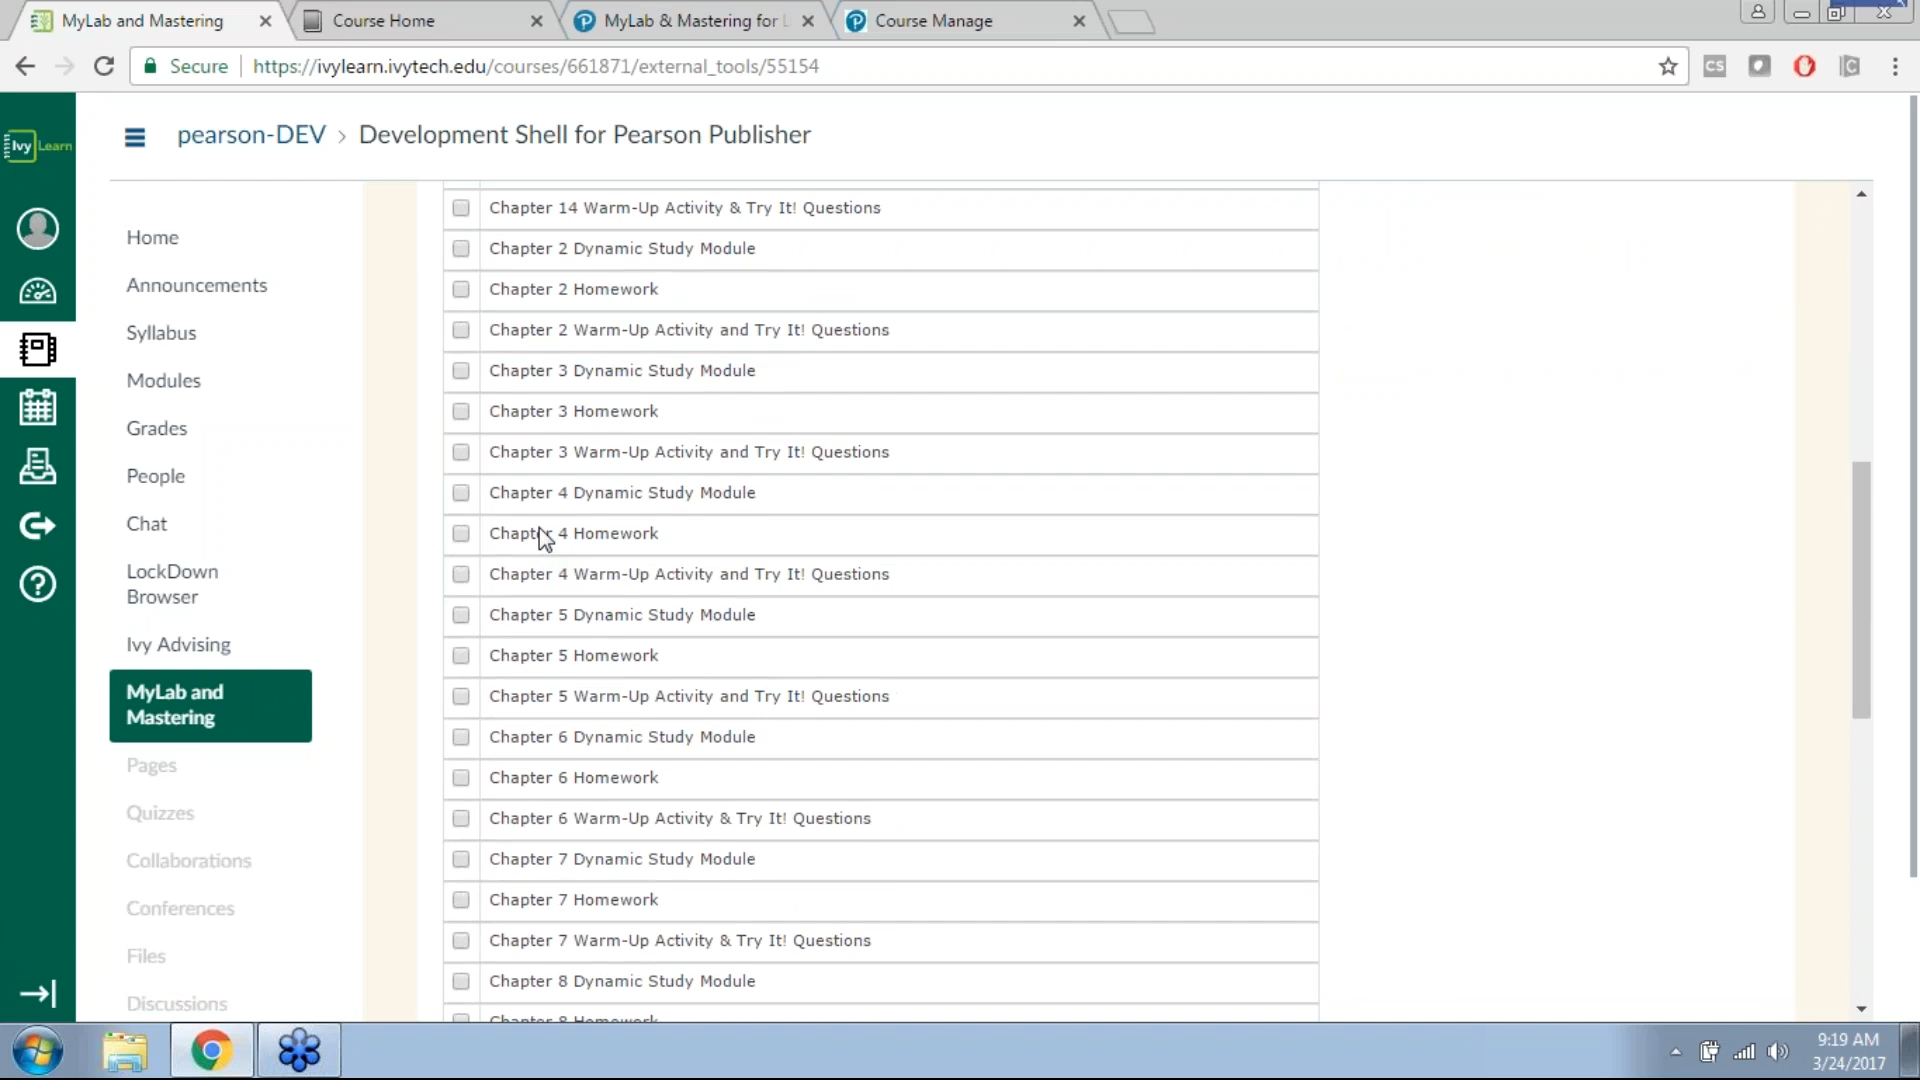 MyLab and Mastering
Course Home
MyLab & Mastering for
Course Manage
Secure
https://ivylearn.ivytech.edu/courses/661871/external_tools/55154
CS
C
Ivy Learn
pearson-DEV > Development Shell for Pearson Publisher
Home
Announcements
Syllabus
Modules
Grades
People
Chat
LockDown
Browser
Ivy Advising
MyLab and
Mastering
Pages
Quizzes
Collaborations
Conferences
Files
Discussions
Chapter 14 Warm-Up Activity & Try It! Questions
Chapter 2 Dynamic Study Module
Chapter 2 Homework
Chapter 2 Warm-Up Activity and Try It! Questions
Chapter 3 Dynamic Study Module
Chapter 3 Homework
Chapter 3 Warm-Up Activity and Try It! Questions
Chapter 4 Dynamic Study Module
Chapter 4 Homework
Chapter 4 Warm-Up Activity and Try It! Questions
Chapter 5 Dynamic Study Module
Chapter 5 Homework
Chapter 5 Warm-Up Activity and Try It! Questions
Chapter 6 Dynamic Study Module
Chapter 6 Homework
Chapter 6 Warm-Up Activity & Try It! Questions
Chapter 7 Dynamic Study Module
Chapter 7 Homework
Chapter 7 Warm-Up Activity & Try It! Questions
Chapter 8 Dynamic Study Module
Chapter 8 Homework
9:19 AM
3/24/2017